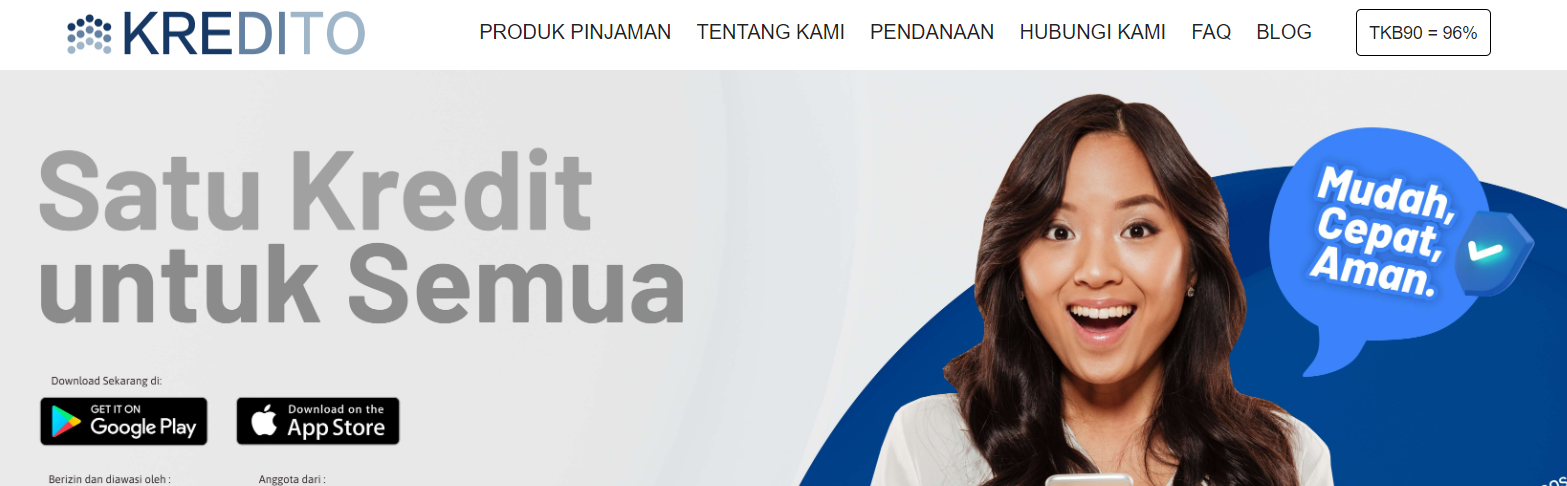 KREDITO
PRODUK PINJAMAN TENTANG KAMI PENDANAAN HUBUNGI KAMI FAQ BLOG TKB90 = 96%
Satu Kredit
untuk Semua
Mudah,
Cepat,
Aman.
Download Sekarang di:
GET IT ON
Google Play
Download on the
App Store
Berizin dan diawasi oleh :
Anggota dari :